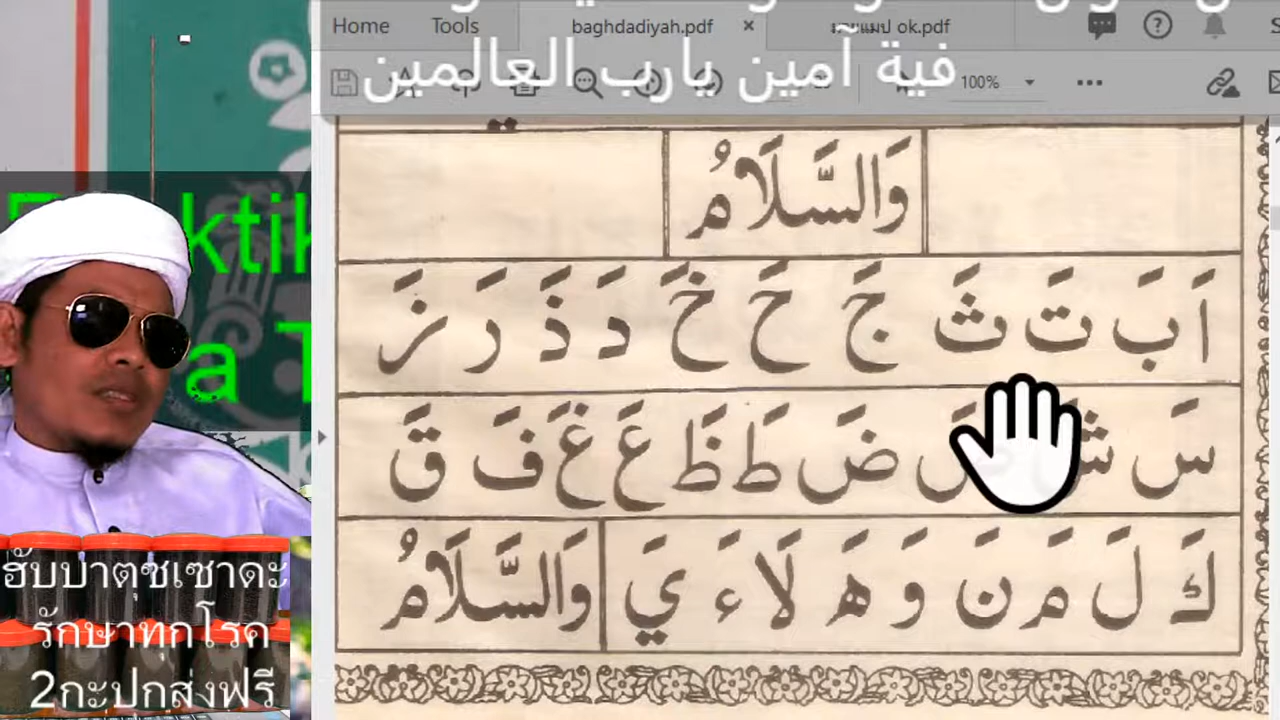 Home Tools baghdadiyah.pdf ok.pdf
فية آمين يارب العالمين
100%
وَالسَّلَامُ
اَ بَ تَ ثَ جَ حَ خَ دَ ذَ رَ زَ
سَ شَ صَ ضَ طَ ظَ عَ غَ فَ قَ
كَ لَ مَ نَ وَ هَ لَا ءَ يَ وَالسَّلَامُ
ฮับบาตุชเซาดะ
รักษาทุกโรค
2กะปุกส่งฟรี